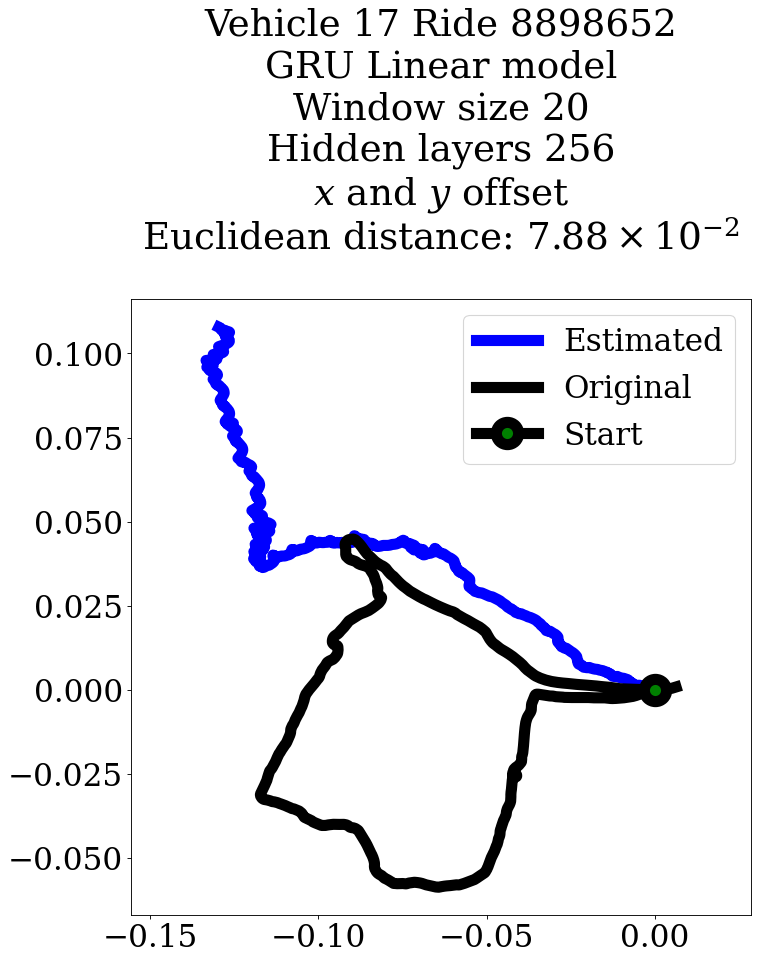 Vehicle 17 Ride 8898652
GRU Linear model
Window size 20
Hidden layers 256
x and y offset
Euclidean distance: 7.88 × 10⁻²
Estimated
Original
Start
0.100
0.075
0.050
0.025
0.000
−0.025
−0.050
−0.15
−0.10
−0.05
0.00